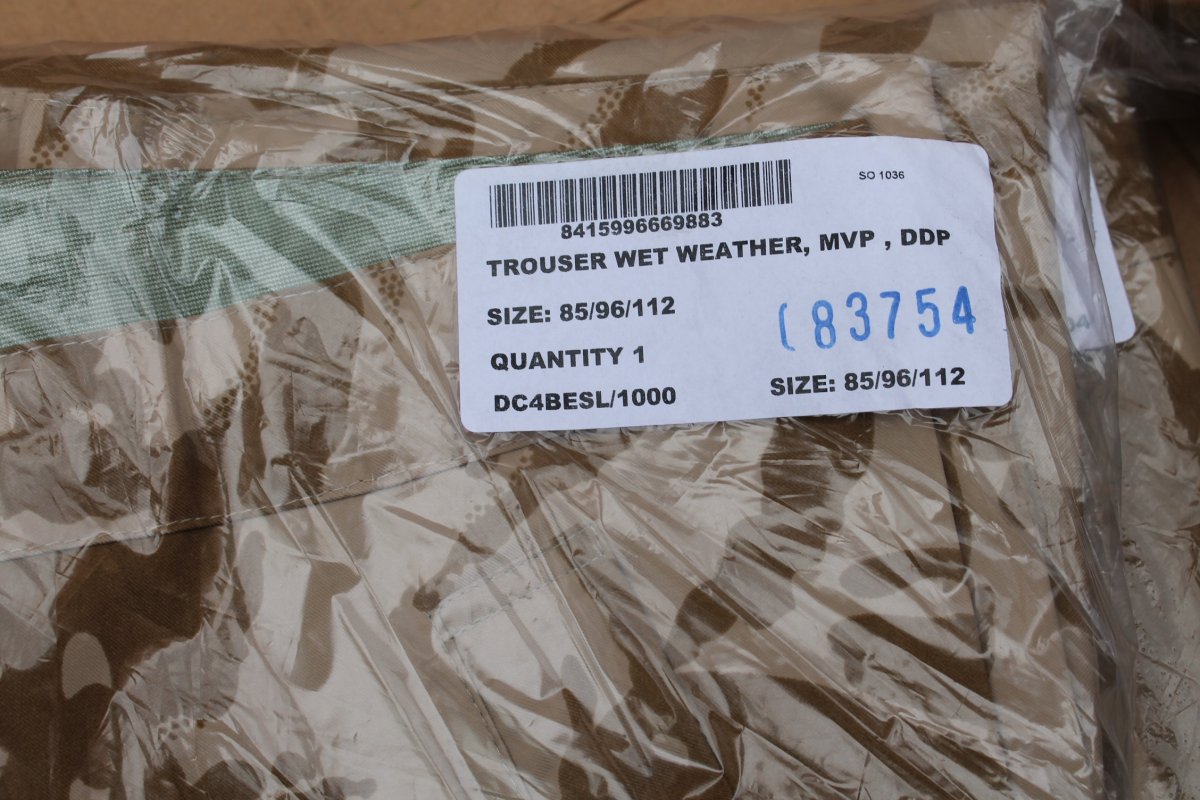 SO 1036
8415996669883
TROUSER WET WEATHER, MVP , DDP
SIZE: 85/96/112
(83754
QUANTITY 1
DC4BESL/1000
SIZE: 85/96/112